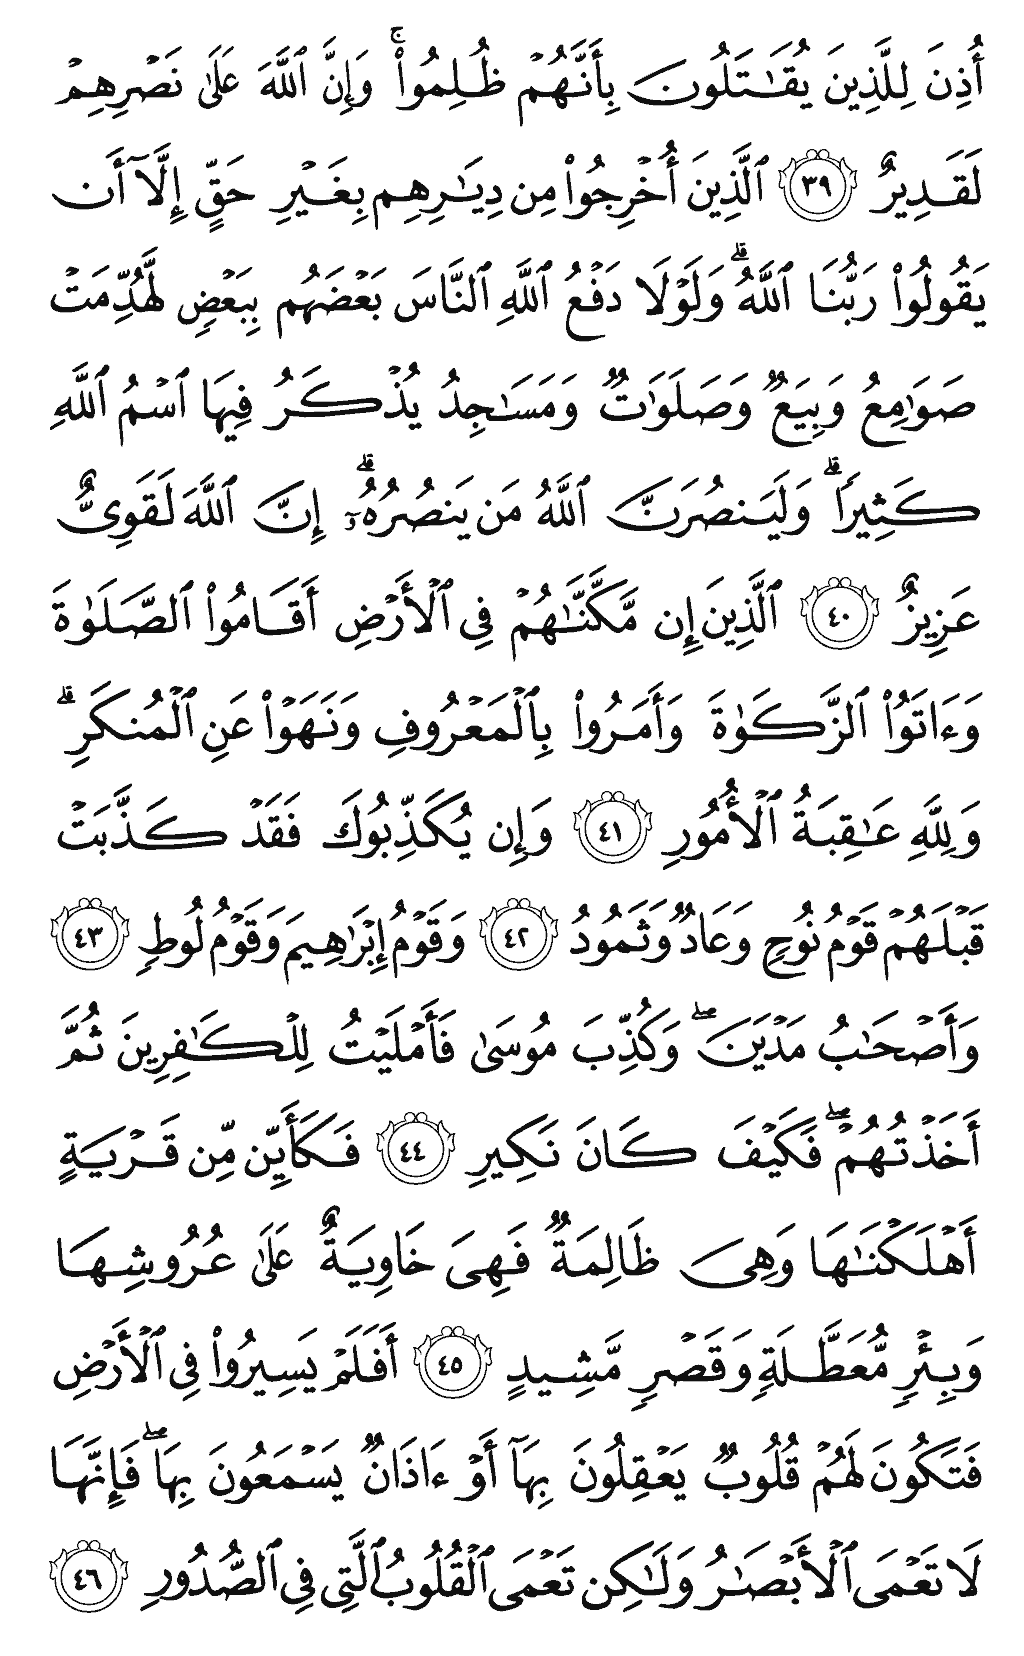 أُذِنَ لِلَّذِينَ يُقَٰتَلُونَ بِأَنَّهُمۡ ظُلِمُواْۚ وَإِنَّ ٱللَّهَ عَلَىٰ نَصۡرِهِمۡ
لَقَدِيرٌ ٣٩ ٱلَّذِينَ أُخۡرِجُواْ مِن دِيَٰرِهِم بِغَيۡرِ حَقٍّ إِلَّآ أَن
يَقُولُواْ رَبُّنَا ٱللَّهُۗ وَلَوۡلَا دَفۡعُ ٱللَّهِ ٱلنَّاسَ بَعۡضَهُم بِبَعۡضٖ لَّهُدِّمَتۡ
صَوَٰمِعُ وَبِيَعٞ وَصَلَوَٰتٞ وَمَسَٰجِدُ يُذۡكَرُ فِيهَا ٱسۡمُ ٱللَّهِ
كَثِيرٗاۗ وَلَيَنصُرَنَّ ٱللَّهُ مَن يَنصُرُهُۥٓۗ إِنَّ ٱللَّهَ لَقَوِيٌّ
عَزِيزٌ ٤٠ ٱلَّذِينَ إِن مَّكَّنَّٰهُمۡ فِي ٱلۡأَرۡضِ أَقَامُواْ ٱلصَّلَوٰةَ
وَءَاتَوُاْ ٱلزَّكَوٰةَ وَأَمَرُواْ بِٱلۡمَعۡرُوفِ وَنَهَوۡاْ عَنِ ٱلۡمُنكَرِۗ
وَلِلَّهِ عَٰقِبَةُ ٱلۡأُمُورِ ٤١ وَإِن يُكَذِّبُوكَ فَقَدۡ كَذَّبَتۡ
قَبۡلَهُمۡ قَوۡمُ نُوحٖ وَعَادٞ وَثَمُودُ ٤٢ وَقَوۡمُ إِبۡرَٰهِيمَ وَقَوۡمُ لُوطٖ ٤٣
وَأَصۡحَٰبُ مَدۡيَنَۖ وَكُذِّبَ مُوسَىٰ فَأَمۡلَيۡتُ لِلۡكَٰفِرِينَ ثُمَّ
أَخَذۡتُهُمۡۖ فَكَيۡفَ كَانَ نَكِيرِ ٤٤ فَكَأَيِّن مِّن قَرۡيَةٍ
أَهۡلَكۡنَٰهَا وَهِيَ ظَالِمَةٞ فَهِيَ خَاوِيَةٌ عَلَىٰ عُرُوشِهَا
وَبِئۡرٖ مُّعَطَّلَةٖ وَقَصۡرٖ مَّشِيدٍ ٤٥ أَفَلَمۡ يَسِيرُواْ فِي ٱلۡأَرۡضِ
فَتَكُونَ لَهُمۡ قُلُوبٞ يَعۡقِلُونَ بِهَآ أَوۡ ءَاذَانٞ يَسۡمَعُونَ بِهَاۖ فَإِنَّهَا
لَا تَعۡمَى ٱلۡأَبۡصَٰرُ وَلَٰكِن تَعۡمَى ٱلۡقُلُوبُ ٱلَّتِي فِي ٱلصُّدُورِ ٤٦